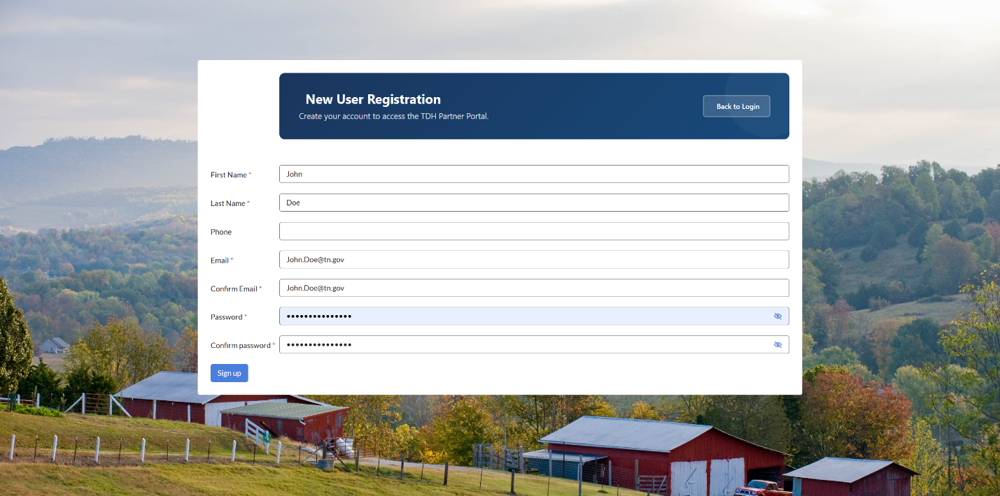 New User Registration
Create your account to access the TDH Partner Portal.
Back to Login
First Name *
John
Last Name *
Doe
Phone
Email *
John.Doe@tn.gov
Confirm Email *
John.Doe@tn.gov
Password *
•••••••••••••••
Confirm password *
•••••••••••••••
Sign up